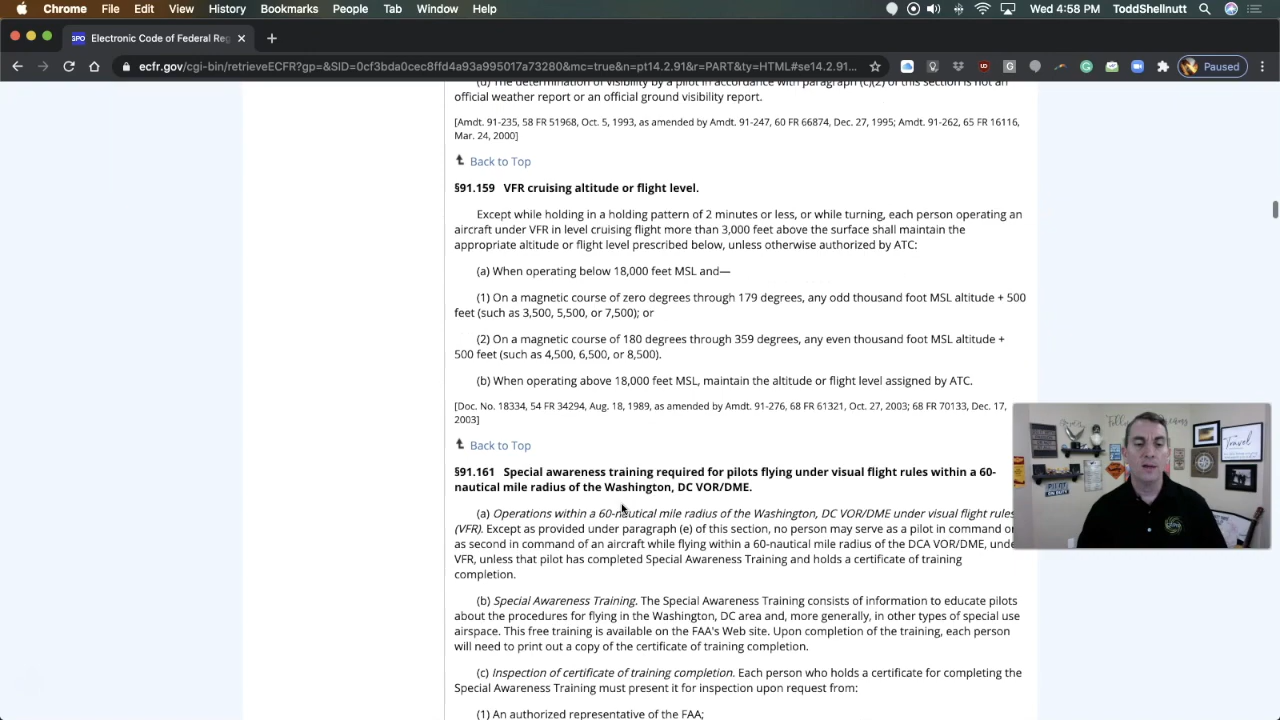 Chrome File Edit View History Bookmarks People Tab Window Help
Wed 4:58 PM ToddShellnutt
GPO Electronic Code of Federal Reg
ecfr.gov/cgi-bin/retrieveECFR?gp=&SID=0cf3bda0cec8ffd4a93a995017a73280&mc=true&n=pt14.2.91&r=PART&ty=HTML#se14.2.91...
Paused
(d) The determination of visibility by a pilot in accordance with paragraph (c)(2) of this section is not an
official weather report or an official ground visibility report.
[Amdt. 91-235, 58 FR 51968, Oct. 5, 1993, as amended by Amdt. 91-247, 60 FR 66874, Dec. 27, 1995; Amdt. 91-262, 65 FR 16116,
Mar. 24, 2000]
Back to Top
§91.159 VFR cruising altitude or flight level.
Except while holding in a holding pattern of 2 minutes or less, or while turning, each person operating an
aircraft under VFR in level cruising flight more than 3,000 feet above the surface shall maintain the
appropriate altitude or flight level prescribed below, unless otherwise authorized by ATC:
(a) When operating below 18,000 feet MSL and—
(1) On a magnetic course of zero degrees through 179 degrees, any odd thousand foot MSL altitude + 500
feet (such as 3,500, 5,500, or 7,500); or
(2) On a magnetic course of 180 degrees through 359 degrees, any even thousand foot MSL altitude +
500 feet (such as 4,500, 6,500, or 8,500).
(b) When operating above 18,000 feet MSL, maintain the altitude or flight level assigned by ATC.
[Doc. No. 18334, 54 FR 34294, Aug. 18, 1989, as amended by Amdt. 91-276, 68 FR 61321, Oct. 27, 2003; 68 FR 70133, Dec. 17,
2003]
Back to Top
§91.161 Special awareness training required for pilots flying under visual flight rules within a 60-
nautical mile radius of the Washington, DC VOR/DME.
(a) Operations within a 60-nautical mile radius of the Washington, DC VOR/DME under visual flight rules
(VFR). Except as provided under paragraph (e) of this section, no person may serve as a pilot in command or
as second in command of an aircraft while flying within a 60-nautical mile radius of the DCA VOR/DME, unde
VFR, unless that pilot has completed Special Awareness Training and holds a certificate of training
completion.
(b) Special Awareness Training. The Special Awareness Training consists of information to educate pilots
about the procedures for flying in the Washington, DC area and, more generally, in other types of special use
airspace. This free training is available on the FAA's Web site. Upon completion of the training, each person
will need to print out a copy of the certificate of training completion.
(c) Inspection of certificate of training completion. Each person who holds a certificate for completing the
Special Awareness Training must present it for inspection upon request from:
(1) An authorized representative of the FAA;
Travel